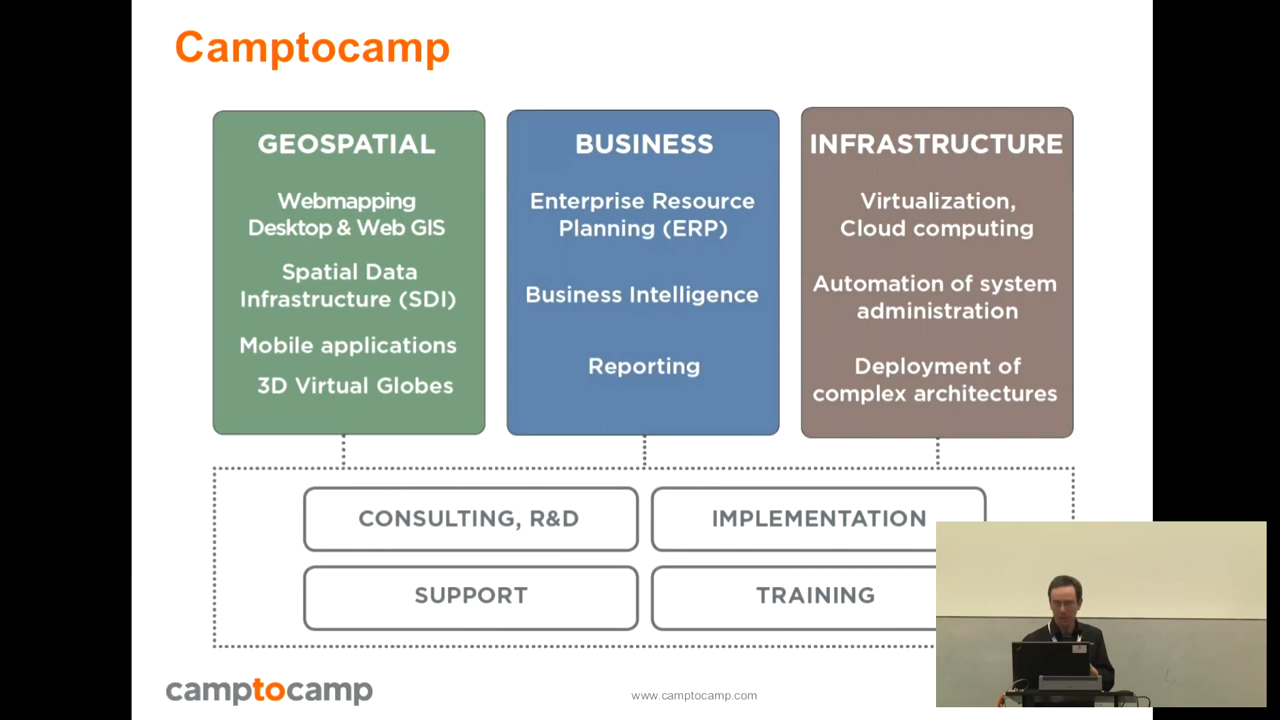 Camptocamp
GEOSPATIAL
Webmapping
Desktop & Web GIS
Spatial Data
Infrastructure (SDI)
Mobile applications
3D Virtual Globes
BUSINESS
Enterprise Resource
Planning (ERP)
Business Intelligence
Reporting
INFRASTRUCTURE
Virtualization,
Cloud computing
Automation of system
administration
Deployment of
complex architectures
CONSULTING, R&D
IMPLEMENTATION
SUPPORT
TRAINING
camptocamp
www.camptocamp.com